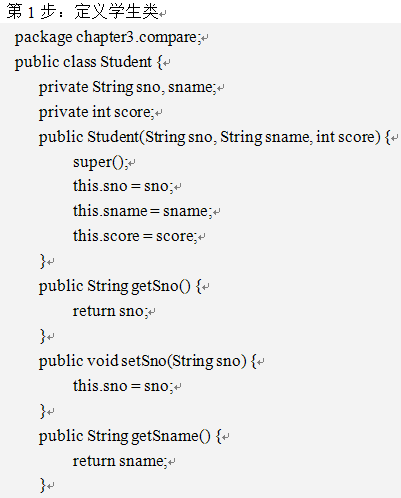 第 1 步：定义学生类↵
package chapter3.compare;↵
public class Student {↵
private String sno, sname;↵
private int score;↵
public Student(String sno, String sname, int score) {↵
super();↵
this.sno = sno;↵
this.sname = sname;↵
this.score = score;↵
}↵
public String getSno() {↵
return sno;↵
}↵
public void setSno(String sno) {↵
this.sno = sno;↵
}↵
public String getSname() {↵
return sname;↵
}↵